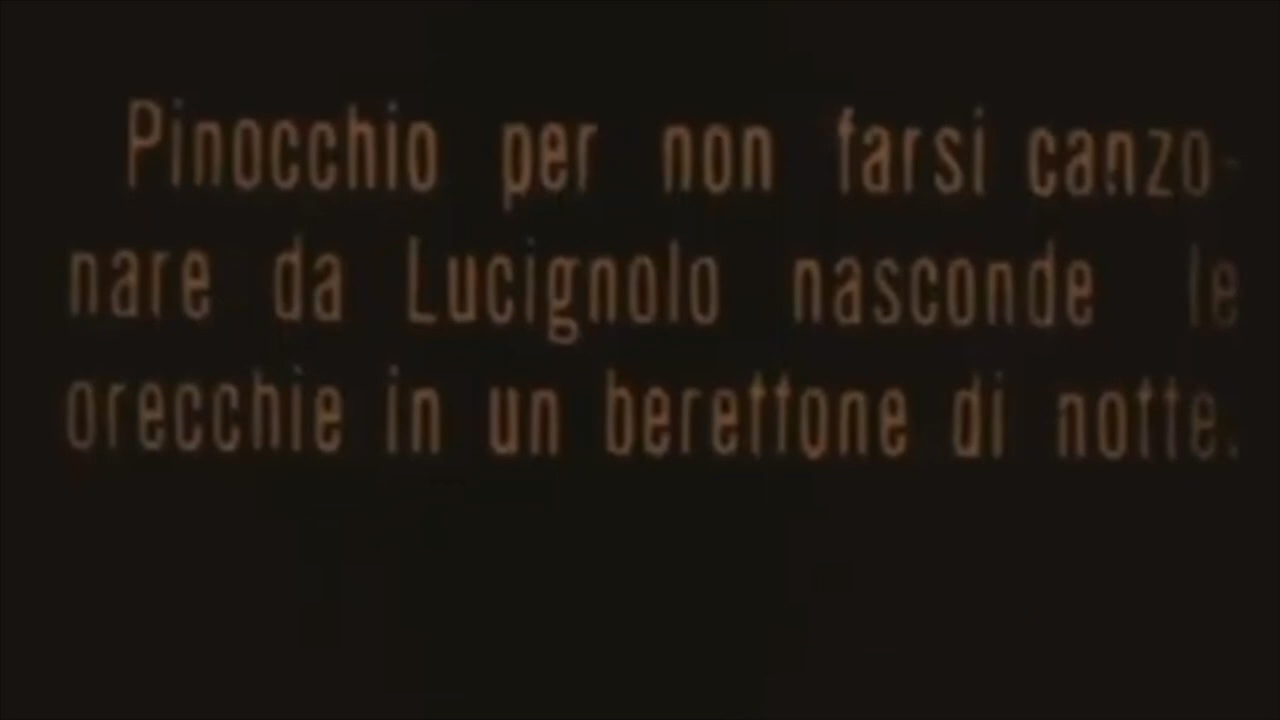 Pinocchio per non farsi canzo-
nare da Lucignolo nasconde le
orecchie in un berettone di notte.